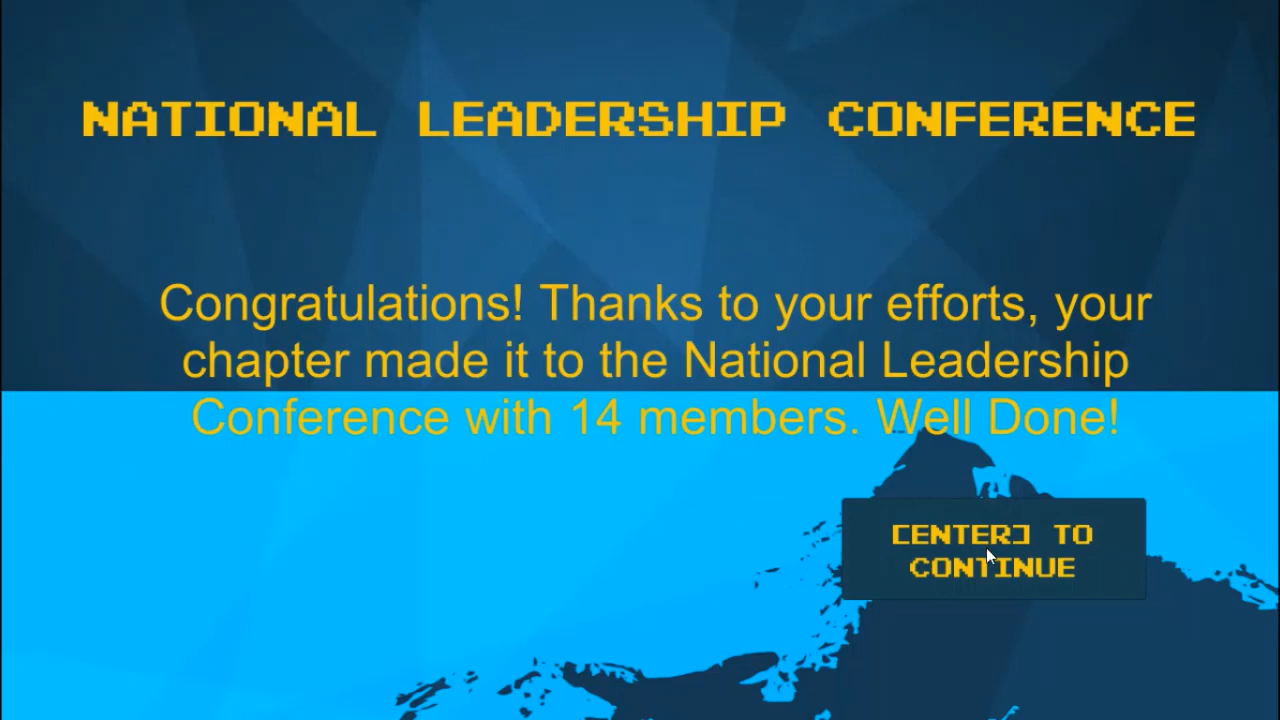 NATIONAL LEADERSHIP CONFERENCE
Congratulations! Thanks to your efforts, your
chapter made it to the National Leadership
Conference with 14 members. Well Done!
[ENTER] TO
CONTINUE